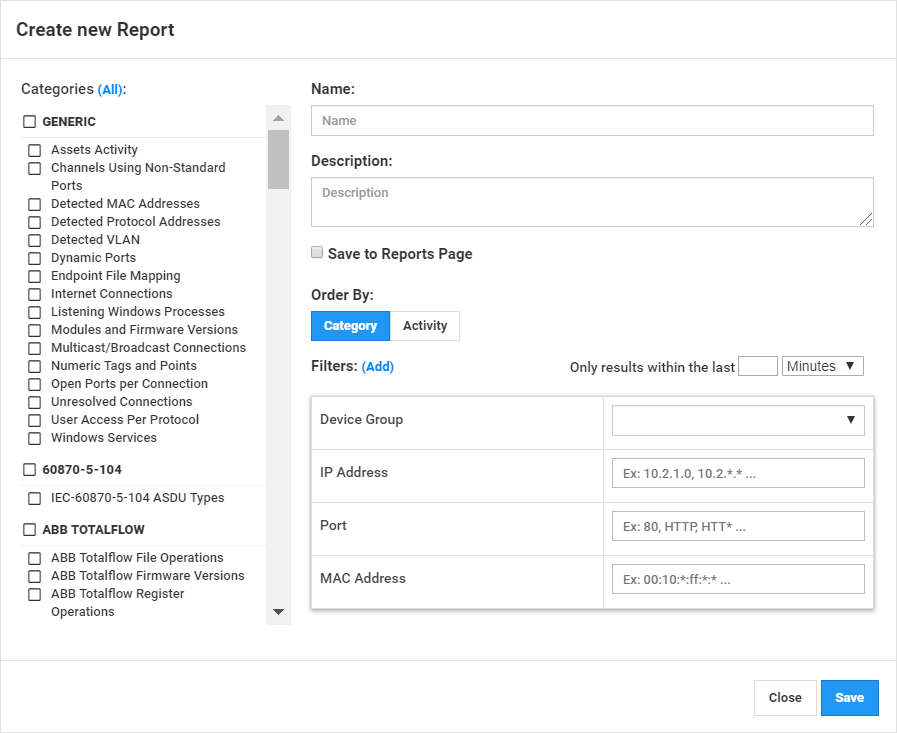 Create new Report
Categories (All):
GENERIC
Assets Activity
Channels Using Non-Standard
Ports
Detected MAC Addresses
Detected Protocol Addresses
Detected VLAN
Dynamic Ports
Endpoint File Mapping
Internet Connections
Listening Windows Processes
Modules and Firmware Versions
Multicast/Broadcast Connections
Numeric Tags and Points
Open Ports per Connection
Unresolved Connections
User Access Per Protocol
Windows Services
60870-5-104
IEC-60870-5-104 ASDU Types
ABB TOTALFLOW
ABB Totalflow File Operations
ABB Totalflow Firmware Versions
ABB Totalflow Register
Operations
Name:
Name
Description:
Description
Save to Reports Page
Order By:
Category Activity
Filters: (Add) Only results within the last Minutes
Device Group
IP Address Ex: 10.2.1.0, 10.2.*.* ...
Port Ex: 80, HTTP, HTT* ...
MAC Address Ex: 00:10:*:ff:*:* ...
Close Save